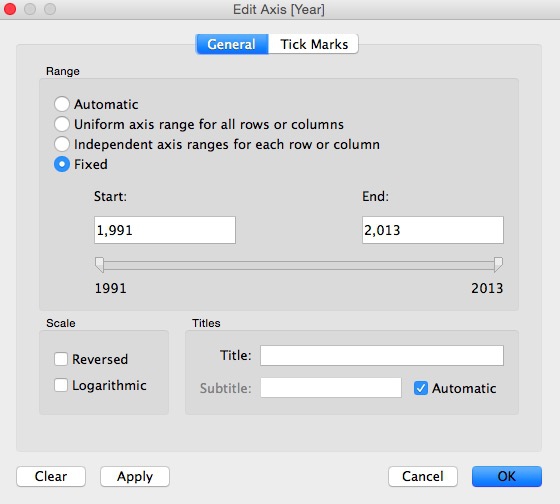 Edit Axis [Year]
General Tick Marks
Range
Automatic
Uniform axis range for all rows or columns
Independent axis ranges for each row or column
Fixed
Start: End:
1,991 2,013
1991 2013
Scale Titles
Reversed Title:
Logarithmic Subtitle: Automatic
Clear Apply Cancel OK